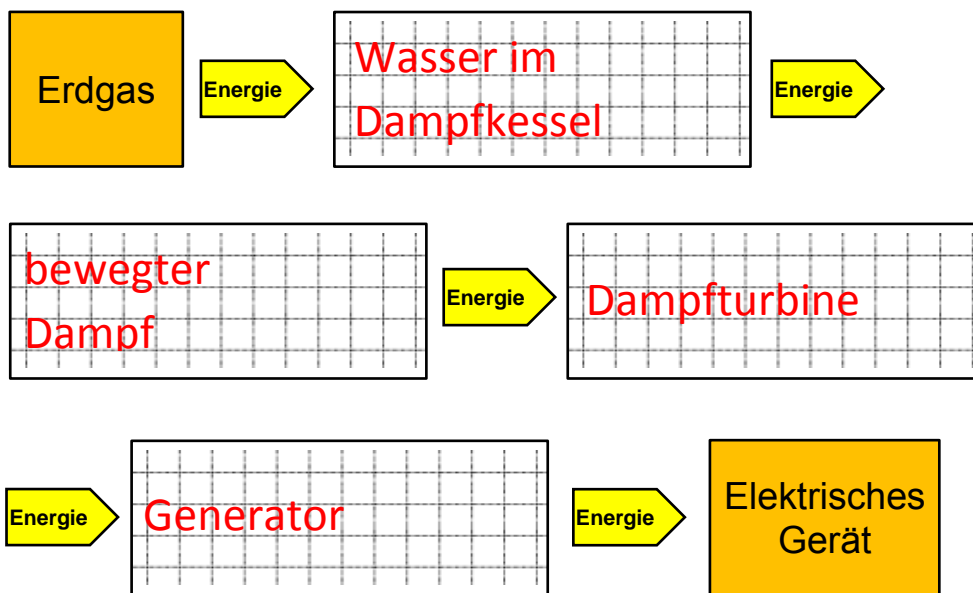 Erdgas
Energie
Wasser im
Dampfkessel
Energie
bewegter
Dampf
Energie
Dampfturbine
Energie
Generator
Energie
Elektrisches
Gerät